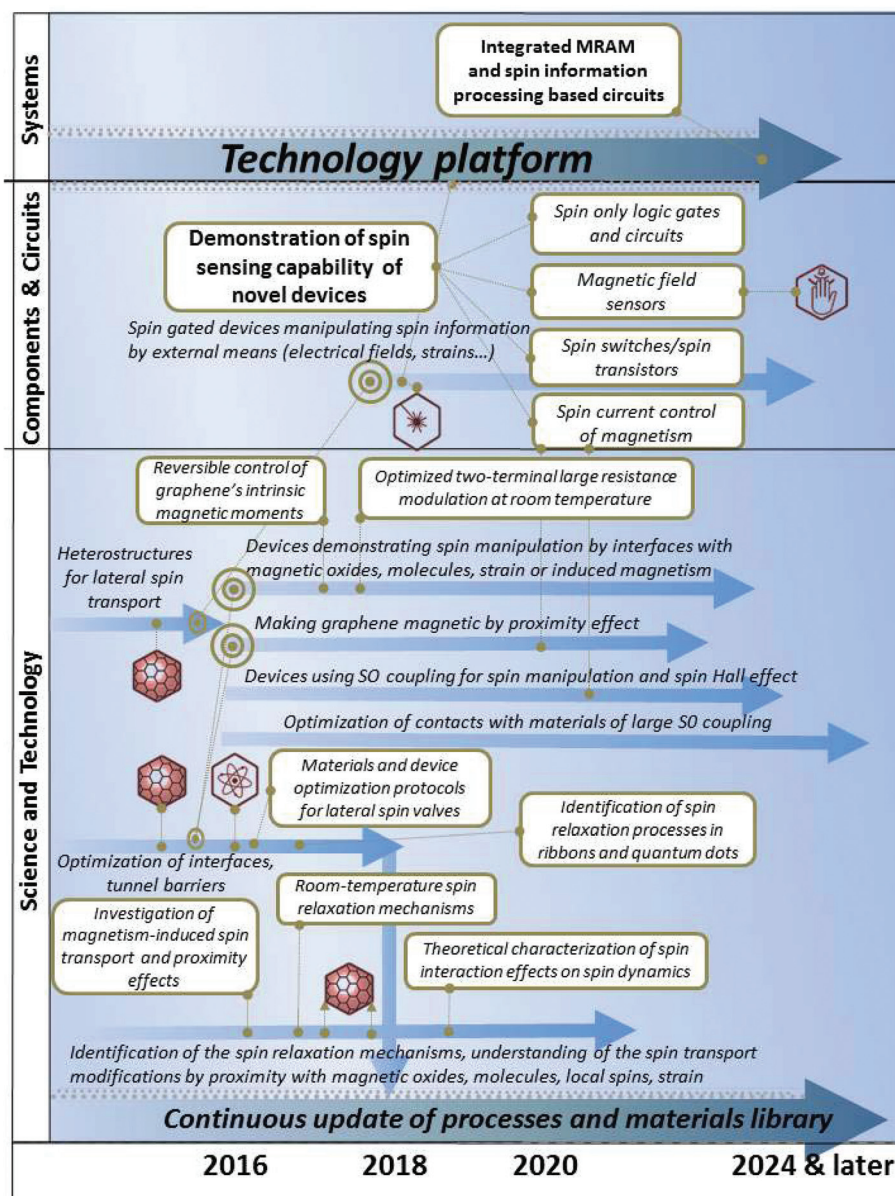 Systems
Integrated MRAM
and spin information
processing based circuits
Technology platform
Components & Circuits
Demonstration of spin
sensing capability of
novel devices
Spin only logic gates
and circuits
Magnetic field
sensors
Spin switches/spin
transistors
Spin current control
of magnetism
Spin gated devices manipulating spin information
by external means (electrical fields, strains...)
Science and Technology
Reversible control of
graphene's intrinsic
magnetic moments
Optimized two-terminal large resistance
modulation at room temperature
Heterostructures
for lateral spin
transport
Devices demonstrating spin manipulation by interfaces with
magnetic oxides, molecules, strain or induced magnetism
Making graphene magnetic by proximity effect
Devices using SO coupling for spin manipulation and spin Hall effect
Optimization of contacts with materials of large S0 coupling
Materials and device
optimization protocols
for lateral spin valves
Identification of spin
relaxation processes in
ribbons and quantum dots
Optimization of interfaces,
tunnel barriers
Room-temperature spin
relaxation mechanisms
Investigation of
magnetism-induced spin
transport and proximity
effects
Theoretical characterization of spin
interaction effects on spin dynamics
Identification of the spin relaxation mechanisms, understanding of the spin transport
modifications by proximity with magnetic oxides, molecules, local spins, strain
Continuous update of processes and materials library
2016 2018 2020 2024 & later